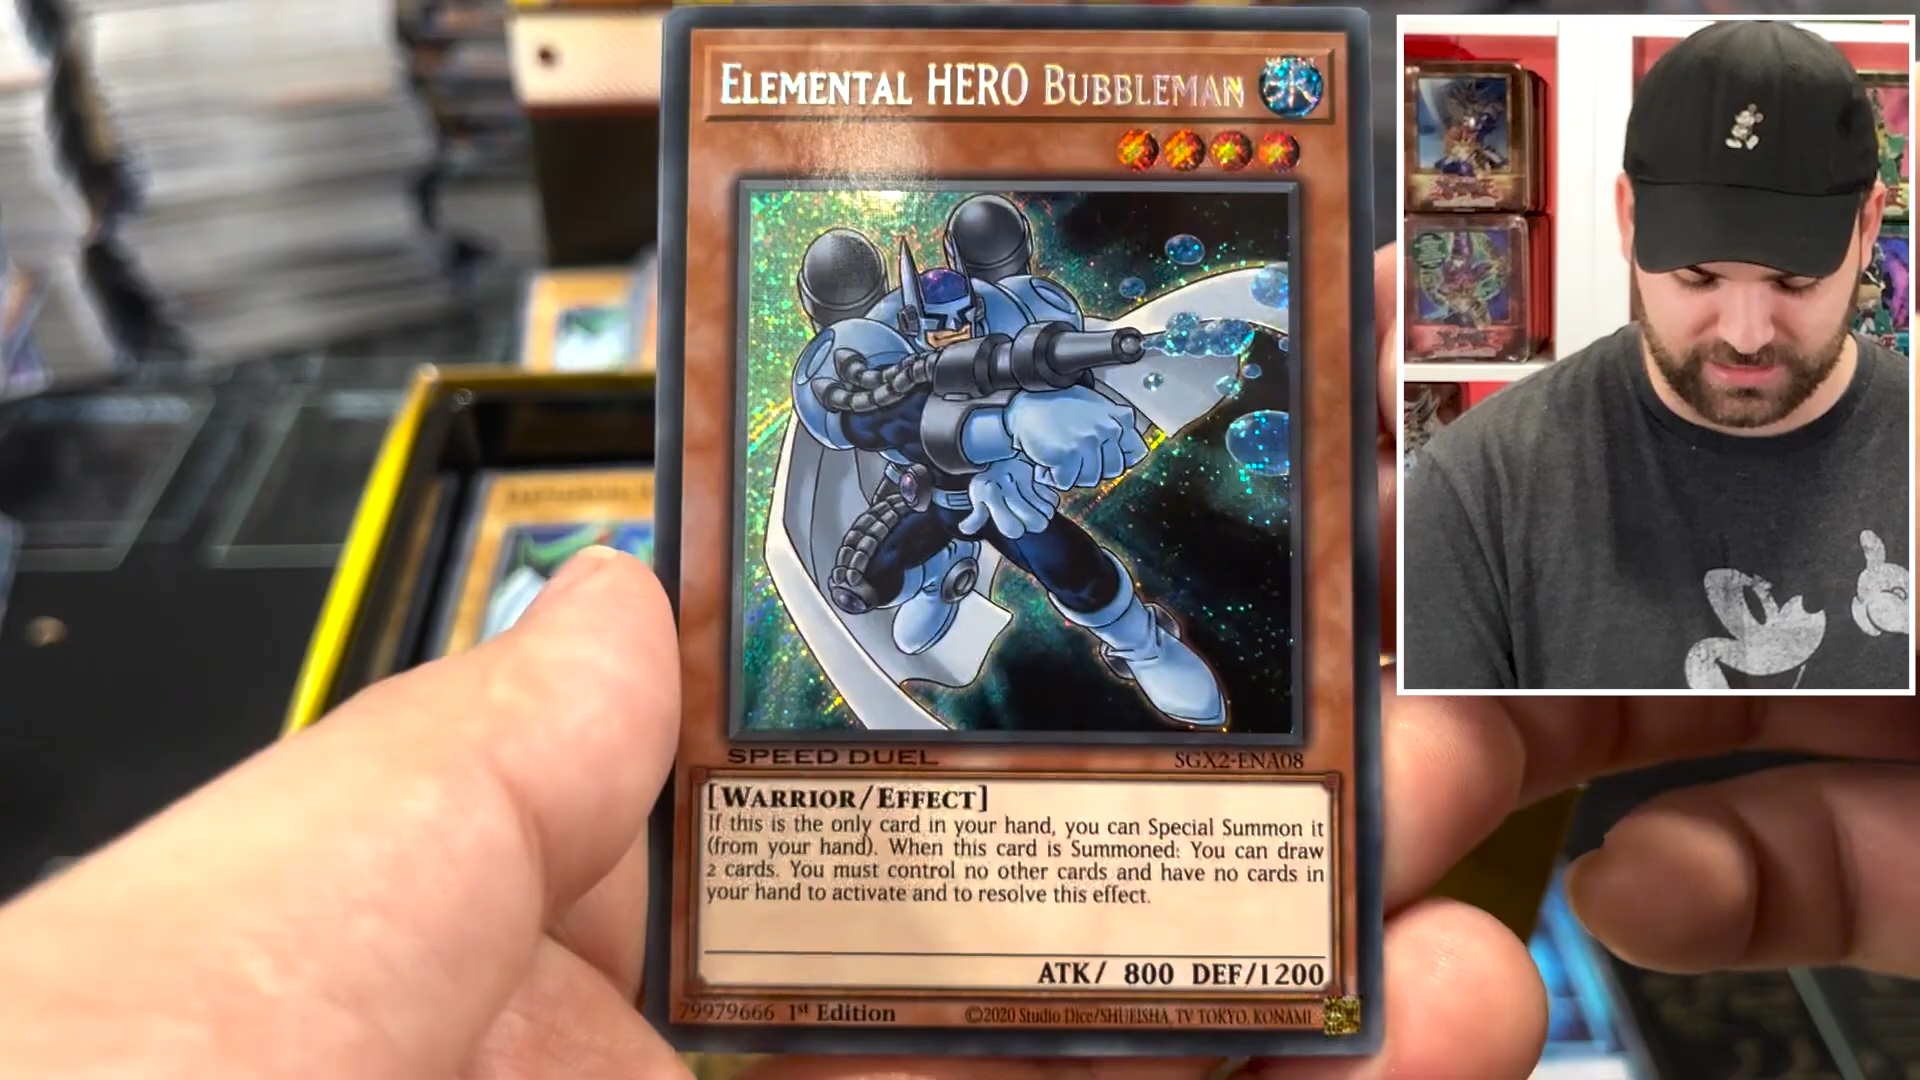 ELEMENTAL HERO BUBBLEMAN
SPEED DUEL
SGX2-ENA08
[WARRIOR/EFFECT]
If this is the only card in your hand, you can Special Summon it
(from your hand). When this card is Summoned: You can draw
2 cards. You must control no other cards and have no cards in
your hand to activate and to resolve this effect.
ATK/ 800 DEF/1200
79979666 1st Edition
©2020 Studio Dice/SHUEISHA, TV TOKYO, KONAMI